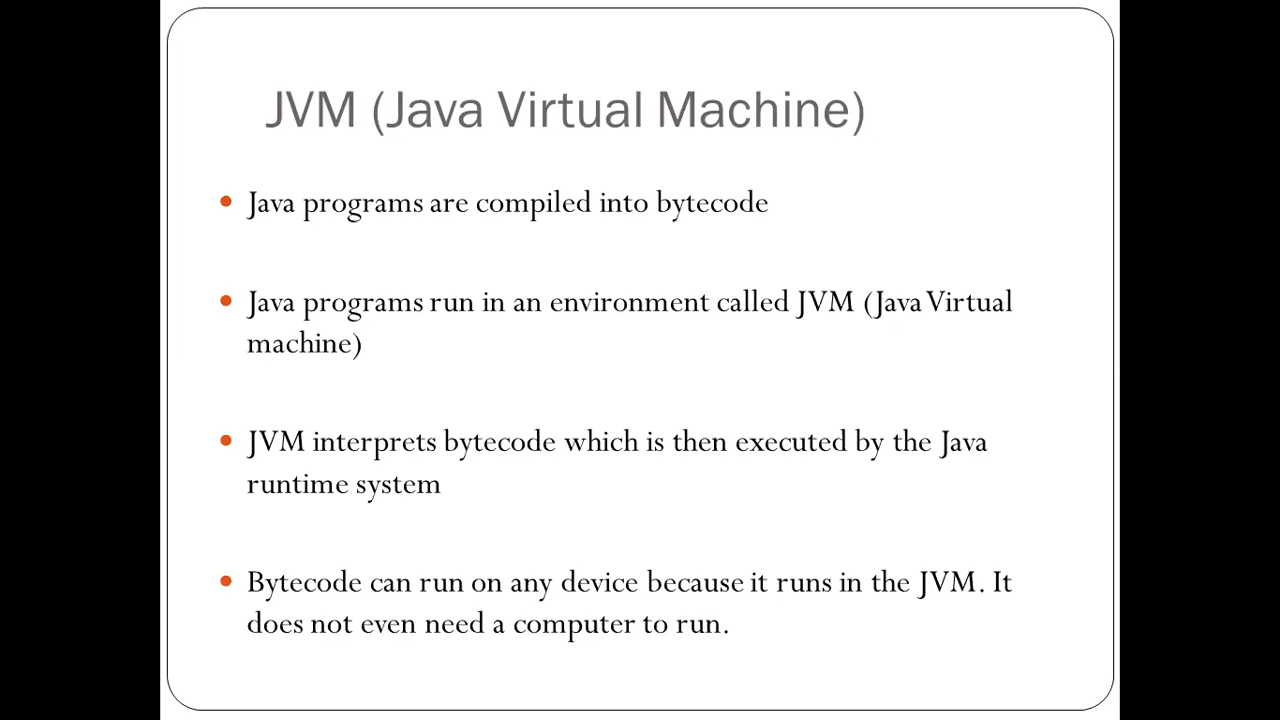 JVM (Java Virtual Machine)
Java programs are compiled into bytecode
Java programs run in an environment called JVM (Java Virtual
machine)
JVM interprets bytecode which is then executed by the Java
runtime system
Bytecode can run on any device because it runs in the JVM. It
does not even need a computer to run.